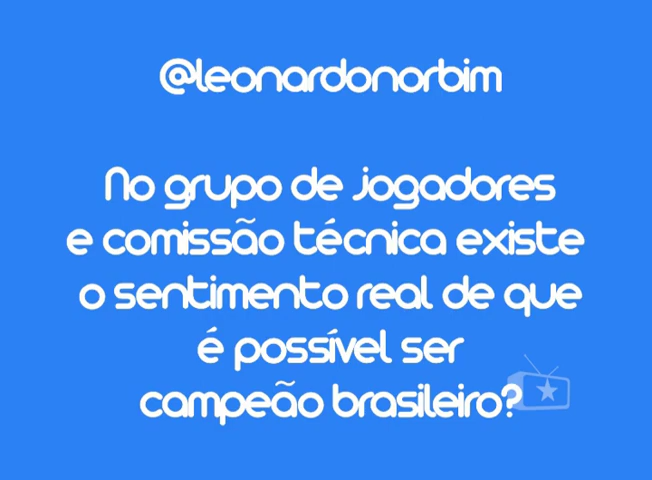 @leonardonorbim
No grupo de jogadores
e comissão técnica existe
o sentimento real de que
é possível ser
campeão brasileiro?